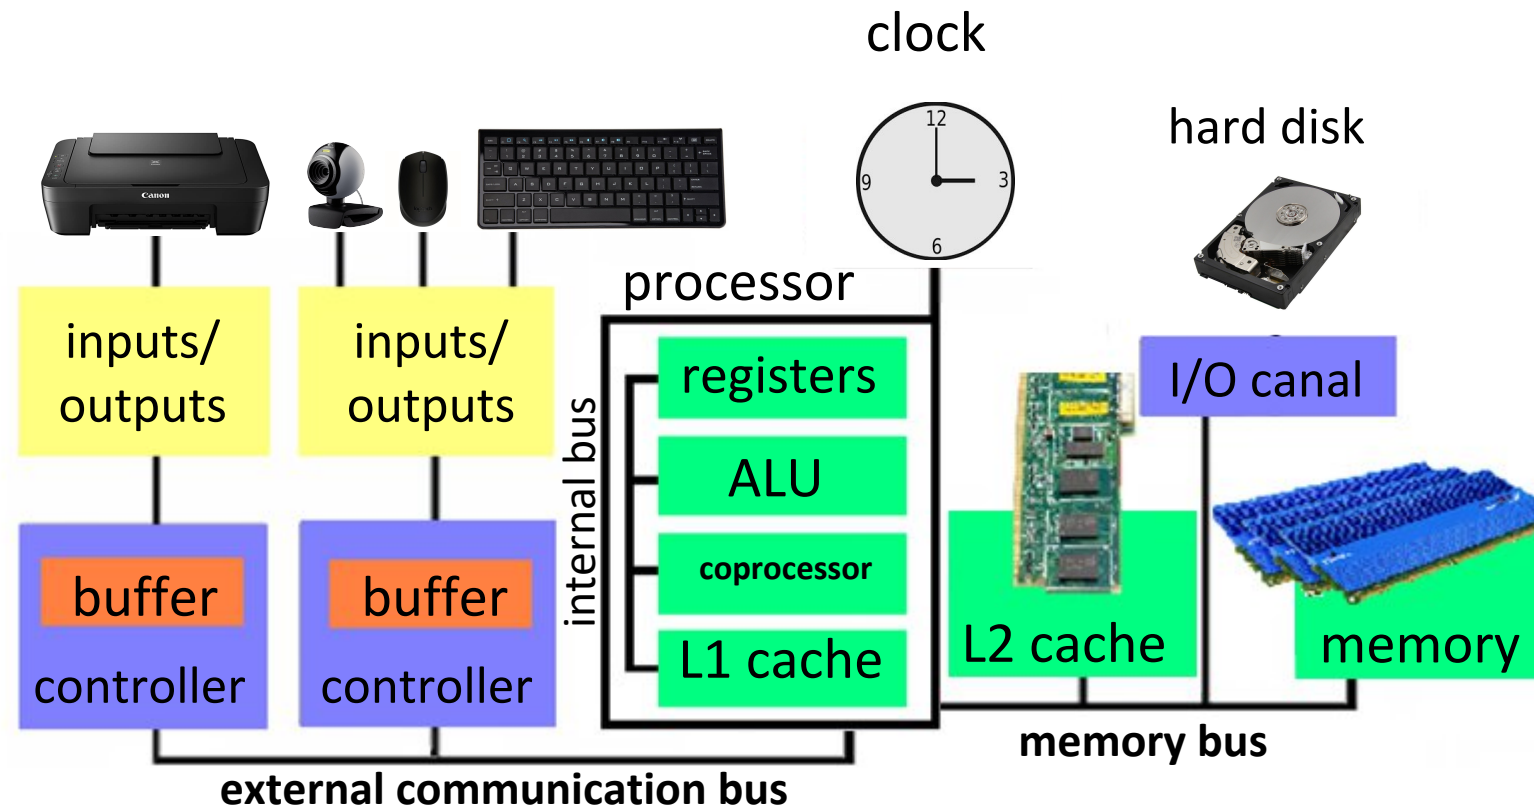 clock
hard disk
Canon
12
9
3
6
processor
inputs/
outputs
inputs/
outputs
registers
I/O canal
internal bus
ALU
buffer
buffer
coprocessor
controller
controller
L1 cache
L2 cache
memory
memory bus
external communication bus